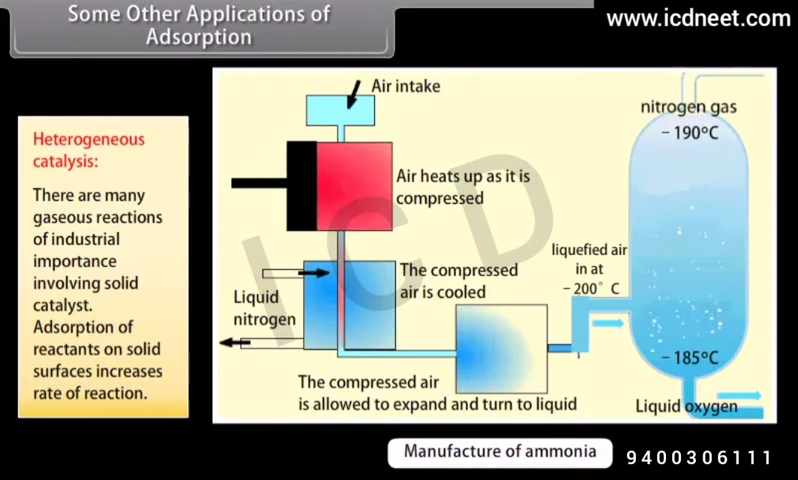 Some Other Applications of
Adsorption
www.icdneet.com
Heterogeneous
catalysis:
There are many
gaseous reactions
of industrial
importance
involving solid
catalyst.
Adsorption of
reactants on solid
surfaces increases
rate of reaction.
Air intake
Air heats up as it is
compressed
The compressed
air is cooled
Liquid
nitrogen
The compressed air
is allowed to expand and turn to liquid
liquefied air
in at
– 200° C
nitrogen gas
– 190°C
– 185°C
Liquid oxygen
ICD
Manufacture of ammonia
9400306111